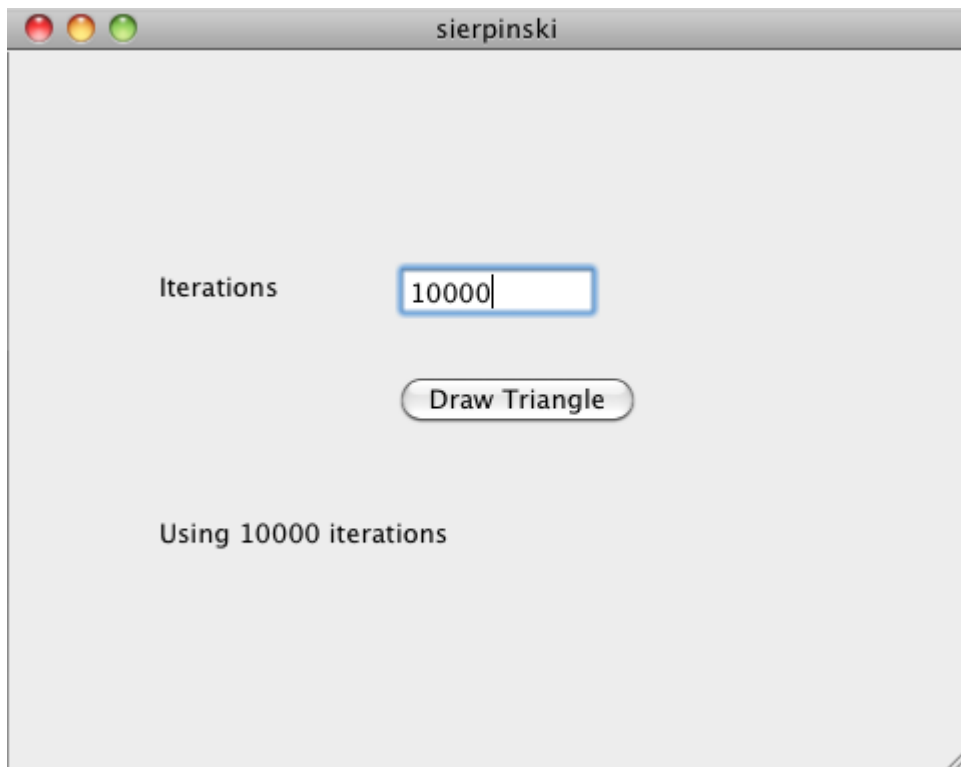 sierpinski
Iterations
10000
Draw Triangle
Using 10000 iterations